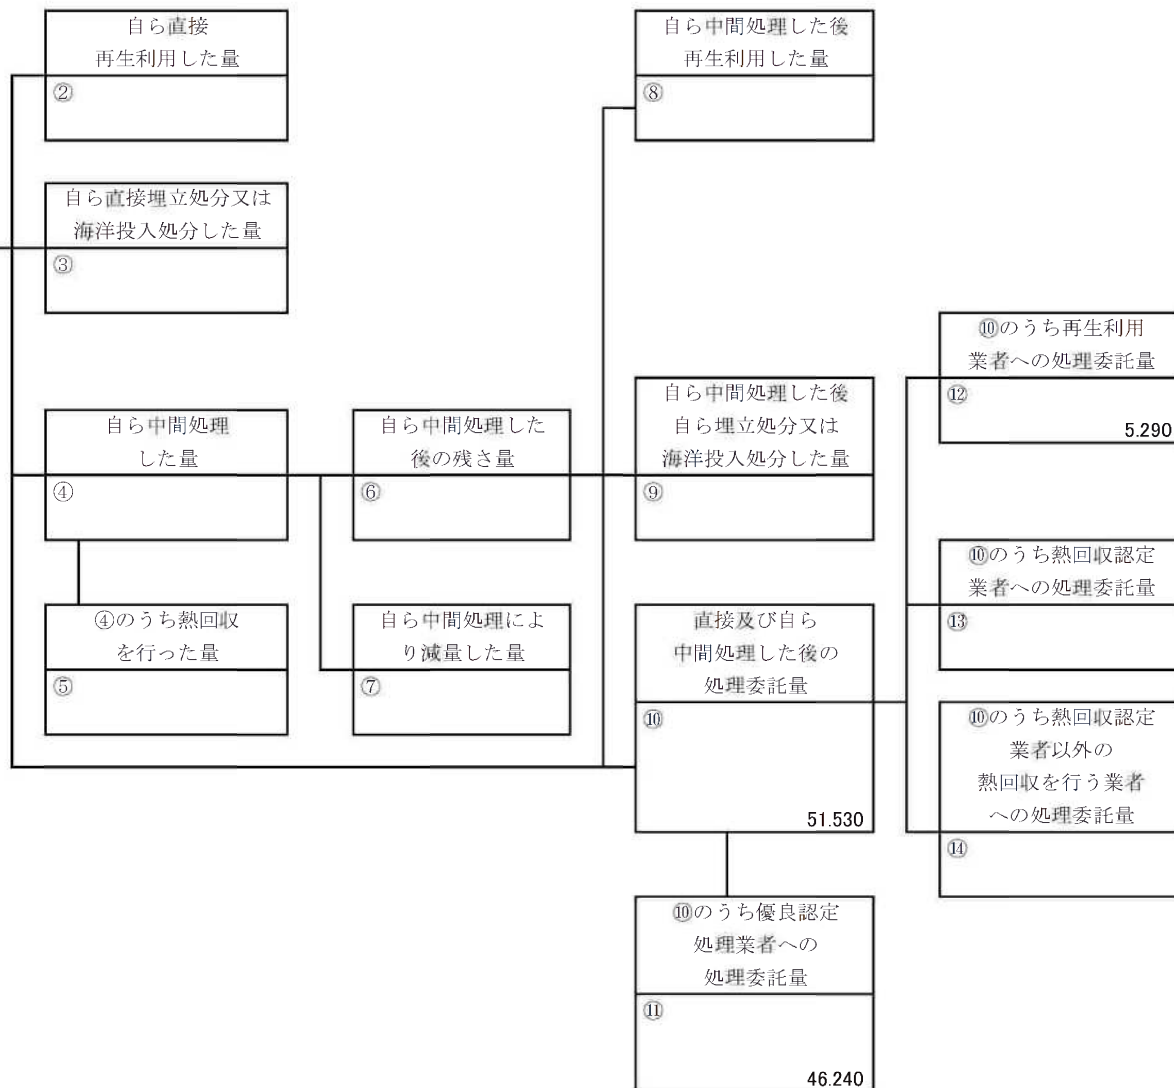 自ら直接
再生利用した量
②
自ら中間処理した後
再生利用した量
⑧
自ら直接埋立処分又は
海洋投入処分した量
③
⑩のうち再生利用
業者への処理委託量
⑫
5.290
自ら中間処理
した量
④
自ら中間処理した
後の残さ量
⑥
自ら中間処理した後
自ら埋立処分又は
海洋投入処分した量
⑨
⑩のうち熱回収認定
業者への処理委託量
⑬
④のうち熱回収
を行った量
⑤
自ら中間処理によ
り減量した量
⑦
直接及び自ら
中間処理した後の
処理委託量
⑩
51.530
⑩のうち熱回収認定
業者以外の
熱回収を行う業者
への処理委託量
⑭
⑩のうち優良認定
処理業者への
処理委託量
⑪
46.240